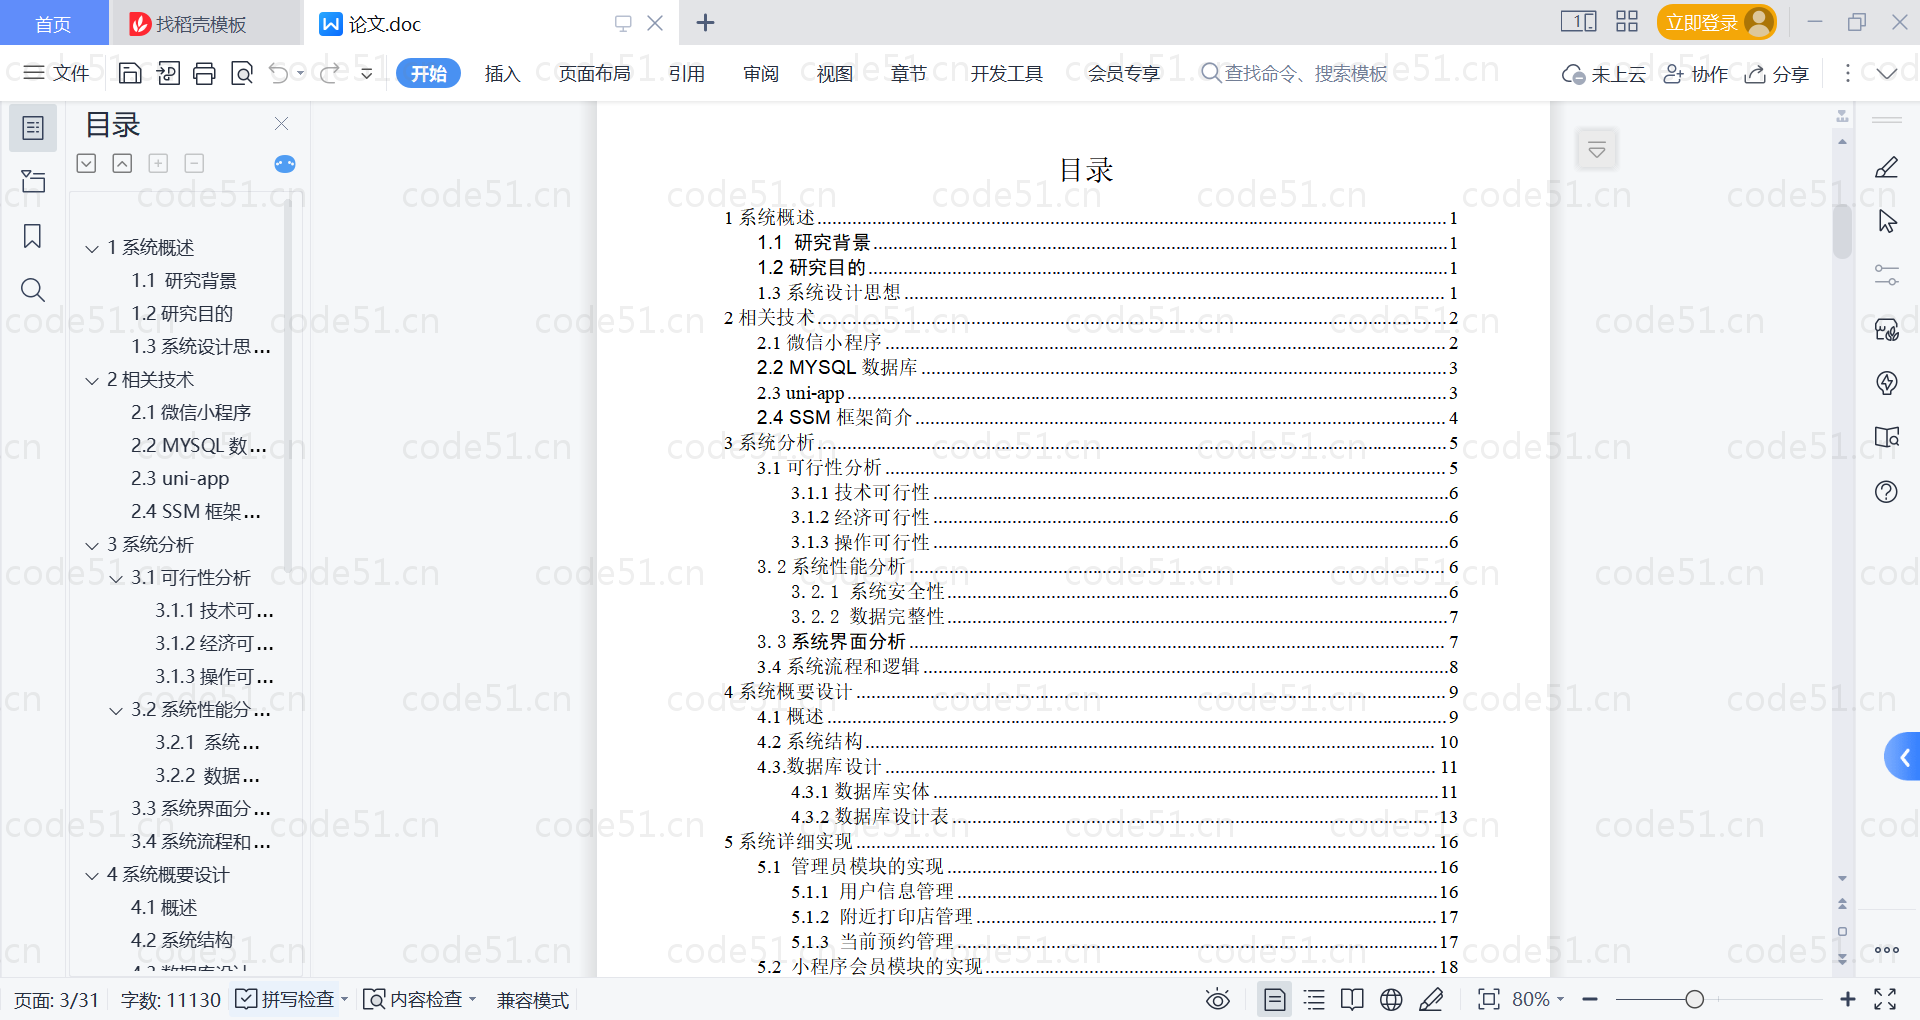 首页
找稻壳模板
论文.doc
立即登录
文件
开始
插入
页面布局
引用
审阅
视图
章节
开发工具
会员专享
查找命令、搜索模板
未上云
协作
分享
目录
1 系统概述
1.1 研究背景
1.2 研究目的
1.3 系统设计思...
2 相关技术
2.1 微信小程序
2.2 MYSQL 数...
2.3 uni-app
2.4 SSM 框架...
3 系统分析
3.1 可行性分析
3.1.1 技术可...
3.1.2 经济可...
3.1.3 操作可...
3.2 系统性能分...
3.2.1 系统...
3.2.2 数据...
3.3 系统界面分...
3.4 系统流程和...
4 系统概要设计
4.1 概述
4.2 系统结构
4.3 数据库设计
目录
1 系统概述 1
1.1 研究背景 1
1.2 研究目的 1
1.3 系统设计思想 1
2 相关技术 2
2.1 微信小程序 2
2.2 MYSQL 数据库 3
2.3 uni-app 3
2.4 SSM 框架简介 4
3 系统分析 5
3.1 可行性分析 5
3.1.1 技术可行性 6
3.1.2 经济可行性 6
3.1.3 操作可行性 6
3.2 系统性能分析 6
3.2.1 系统安全性 6
3.2.2 数据完整性 7
3.3 系统界面分析 7
3.4 系统流程和逻辑 8
4 系统概要设计 9
4.1 概述 9
4.2 系统结构 10
4.3.数据库设计 11
4.3.1 数据库实体 11
4.3.2 数据库设计表 13
5 系统详细实现 16
5.1 管理员模块的实现 16
5.1.1 用户信息管理 16
5.1.2 附近打印店管理 17
5.1.3 当前预约管理 17
5.2 小程序会员模块的实现 18
页面: 3/31
字数: 11130
拼写检查
内容检查
兼容模式
80%
code51.cn